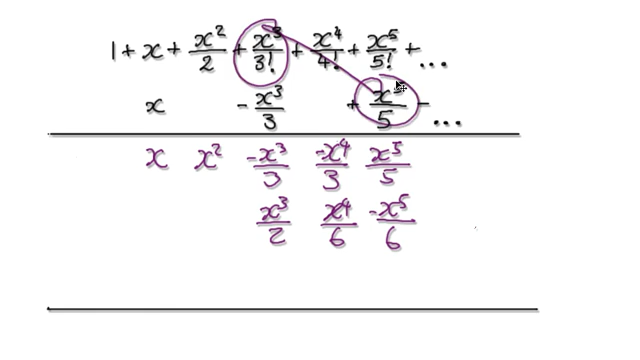 1 + x + x²/2 + x³/3! + x⁴/4! + x⁵/5! + ...
x - x³/3 + x⁵/5 - ...
x x² -x³/3 -x⁴/3 x⁵/5
x³/2 x⁴/6 -x⁵/6